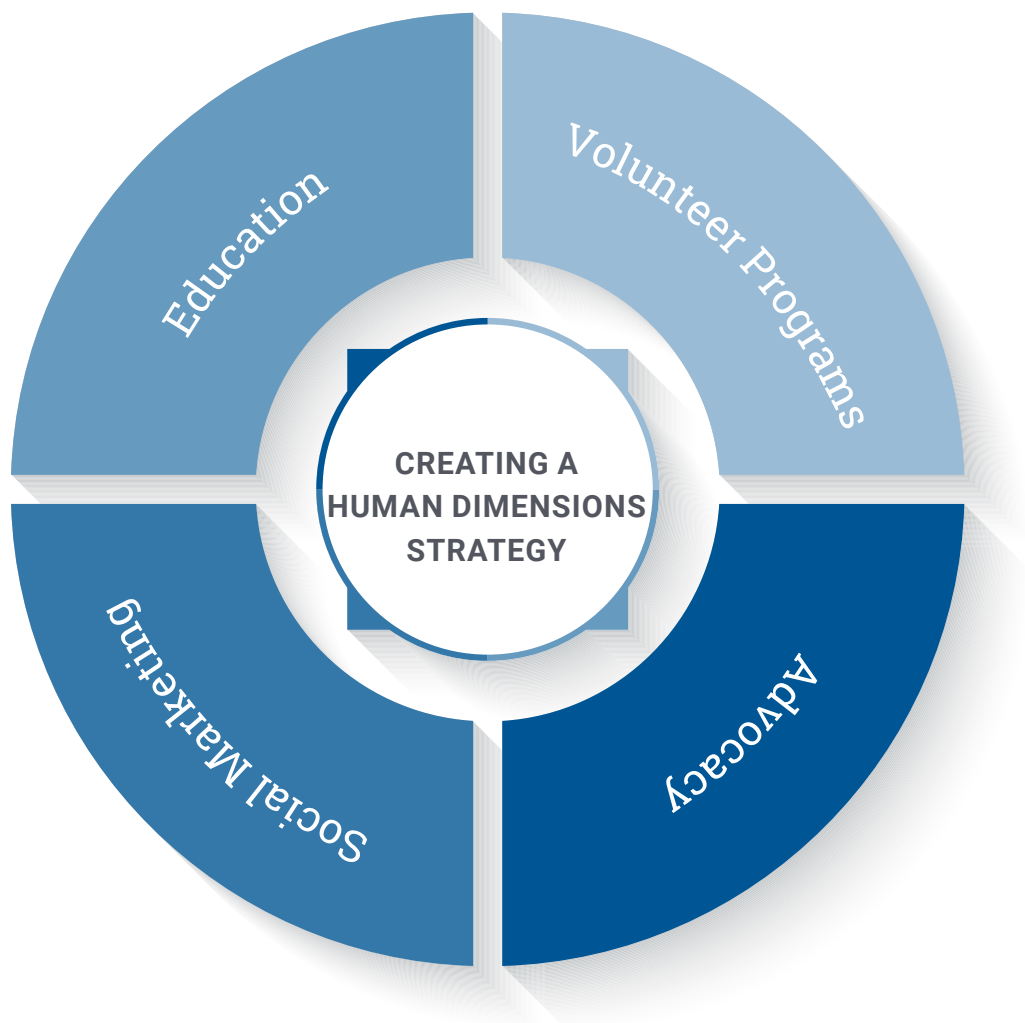 Education
Volunteer Programs
CREATING A
HUMAN DIMENSIONS
STRATEGY
Social Marketing
Advocacy